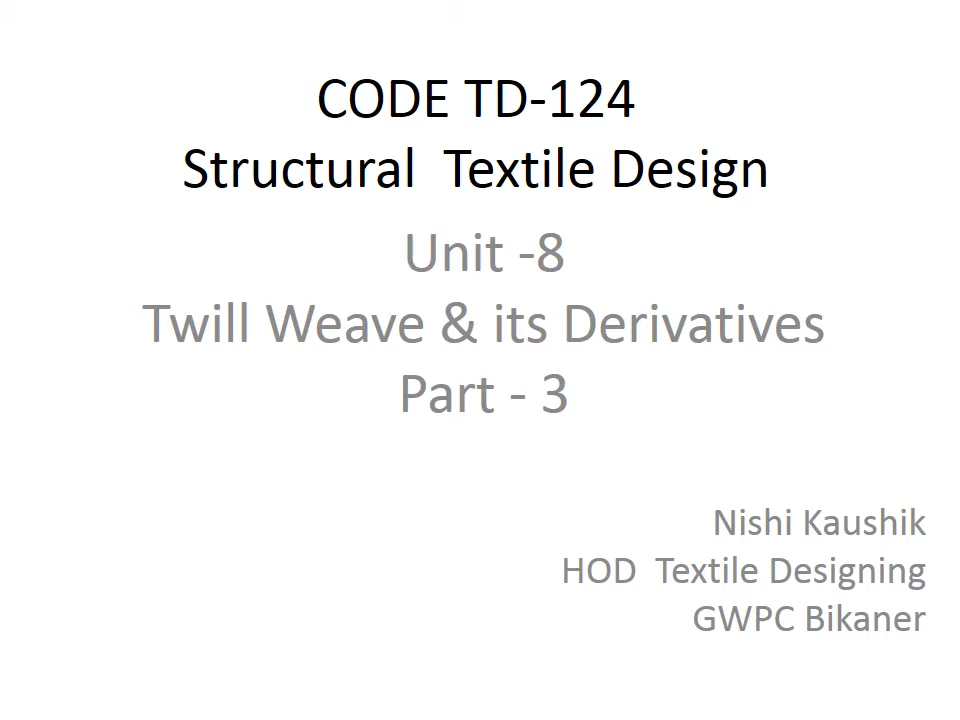 CODE TD-124
Structural Textile Design
Unit -8
Twill Weave & its Derivatives
Part - 3
Nishi Kaushik
HOD Textile Designing
GWPC Bikaner